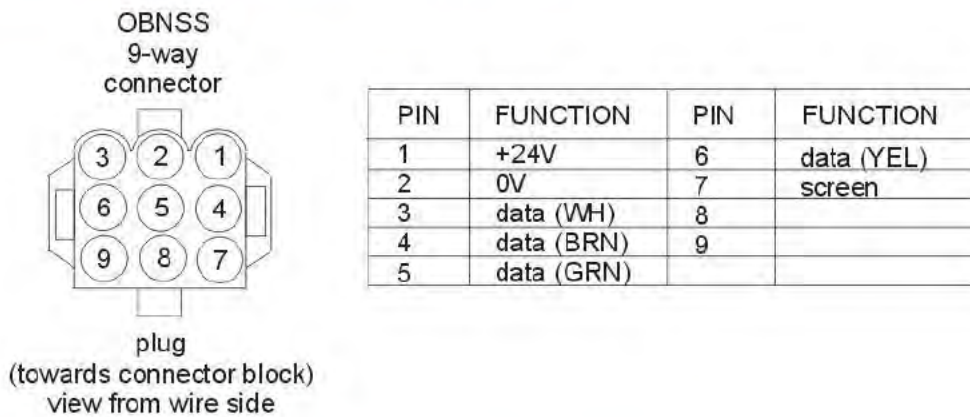 OBNSS
9-way
connector
3 2 1
6 5 4
9 8 7
plug
(towards connector block)
view from wire side
PIN FUNCTION PIN FUNCTION
1 +24V 6 data (YEL)
2 0V 7 screen
3 data (WH) 8
4 data (BRN) 9
5 data (GRN)